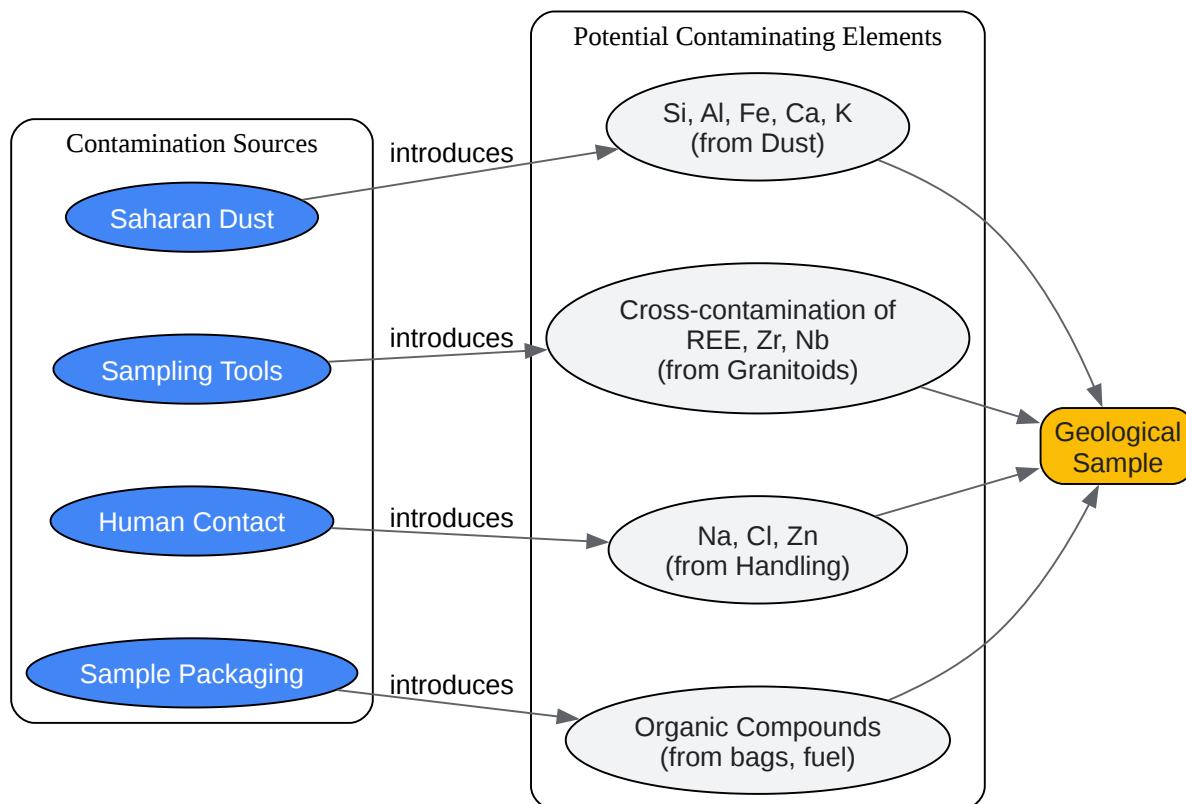 Potential Contaminating Elements
Contamination Sources
Si, Al, Fe, Ca, K
(from Dust)
introduces
Saharan Dust
Cross-contamination of
REE, Zr, Nb
(from Granitoids)
introduces
Sampling Tools
Geological
Sample
introduces
Human Contact
Na, Cl, Zn
(from Handling)
Sample Packaging
introduces
Organic Compounds
(from bags, fuel)